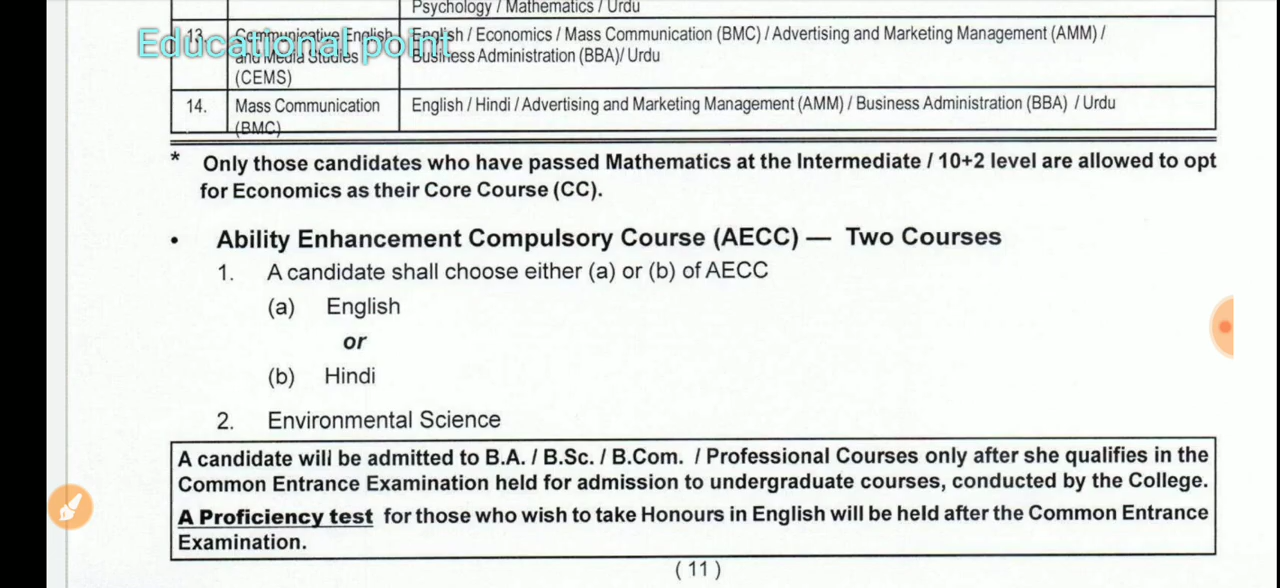 Psychology / Mathematics / Urdu
Educational point
13. Communicative English English / Economics / Mass Communication (BMC) / Advertising and Marketing Management (AMM) /
and Media Studies Business Administration (BBA)/ Urdu
(CEMS)
14. Mass Communication English / Hindi / Advertising and Marketing Management (AMM) / Business Administration (BBA) / Urdu
(BMC)
* Only those candidates who have passed Mathematics at the Intermediate / 10+2 level are allowed to opt
for Economics as their Core Course (CC).
• Ability Enhancement Compulsory Course (AECC) — Two Courses
1. A candidate shall choose either (a) or (b) of AECC
(a) English
or
(b) Hindi
2. Environmental Science
A candidate will be admitted to B.A. / B.Sc. / B.Com. / Professional Courses only after she qualifies in the
Common Entrance Examination held for admission to undergraduate courses, conducted by the College.
A Proficiency test for those who wish to take Honours in English will be held after the Common Entrance
Examination.
( 11 )